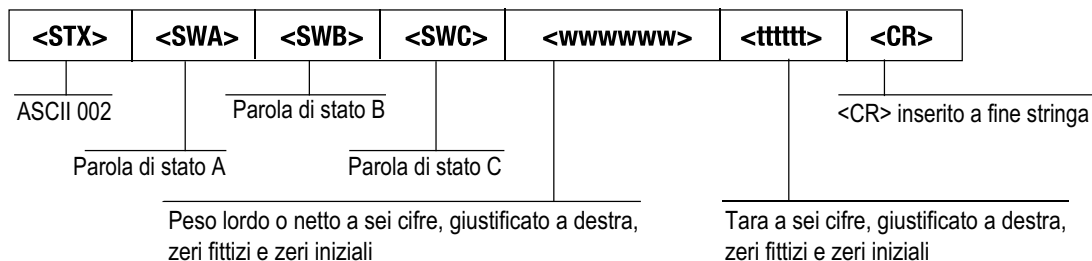 <STX> <SWA> <SWB> <SWC> <wwwwww> <tttttt> <CR>
ASCII 002
Parola di stato B
<CR> inserito a fine stringa
Parola di stato A
Parola di stato C
Peso lordo o netto a sei cifre, giustificato a destra,
zeri fittizi e zeri iniziali
Tara a sei cifre, giustificato a destra,
zeri fittizi e zeri iniziali